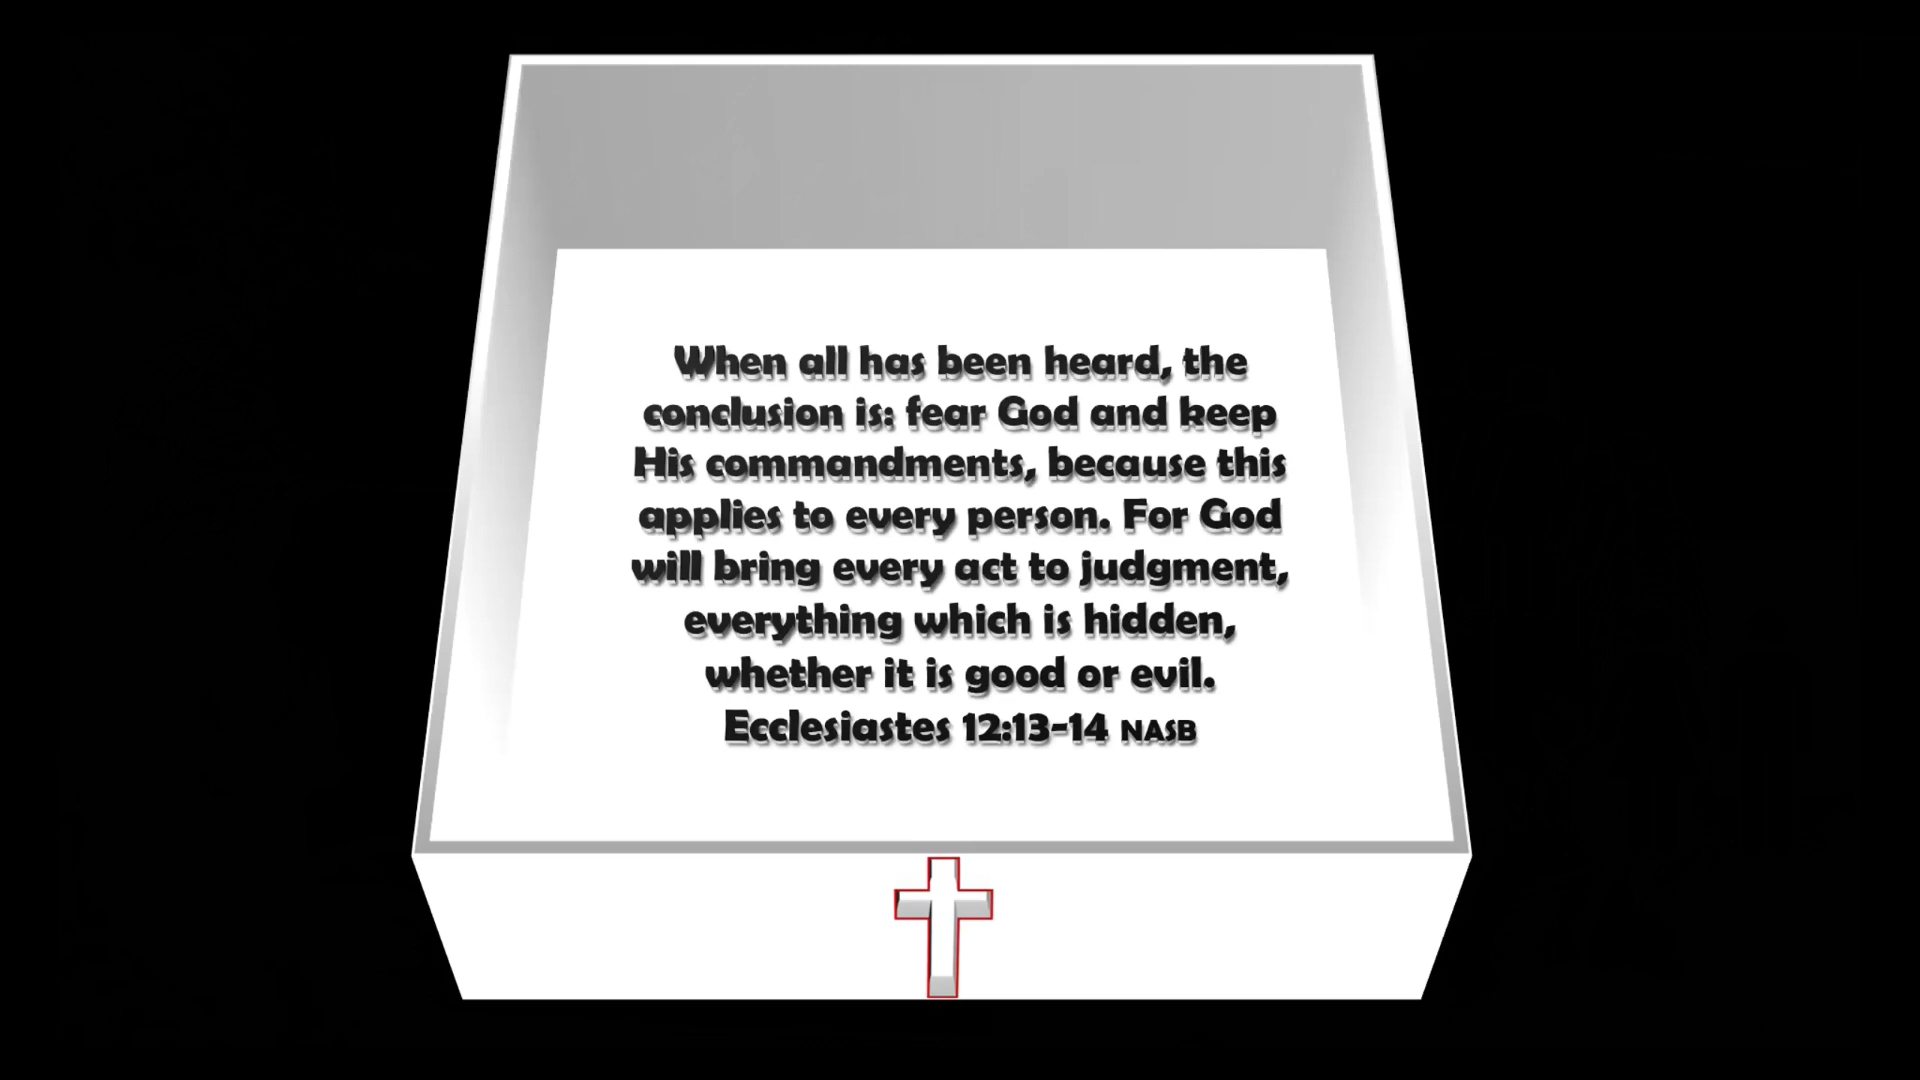 When all has been heard, the
conclusion is: fear God and keep
His commandments, because this
applies to every person. For God
will bring every act to judgment,
everything which is hidden,
whether it is good or evil.
Ecclesiastes 12:13-14 NASB